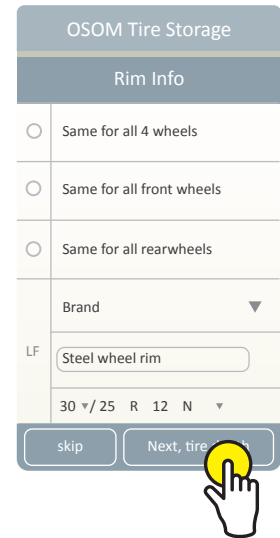 OSOM Tire Storage
Rim Info
Same for all 4 wheels
Same for all front wheels
Same for all rearwheels
Brand
LF
Steel wheel rim
30 / 25 R 12 N
skip
Next, tire